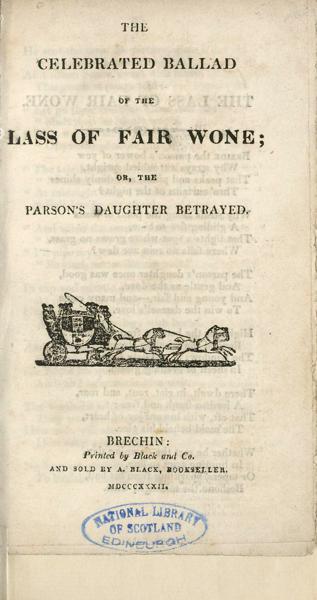 THE
CELEBRATED BALLAD
OF THE
LASS OF FAIR WONE;
OR, THE
PARSON'S DAUGHTER BETRAYED.
BRECHIN:
Printed by Black and Co.
AND SOLD BY A. BLACK, BOOKSELLER.
MDCCCXXXII.
NATIONAL LIBRARY
OF SCOTLAND
EDINBURGH